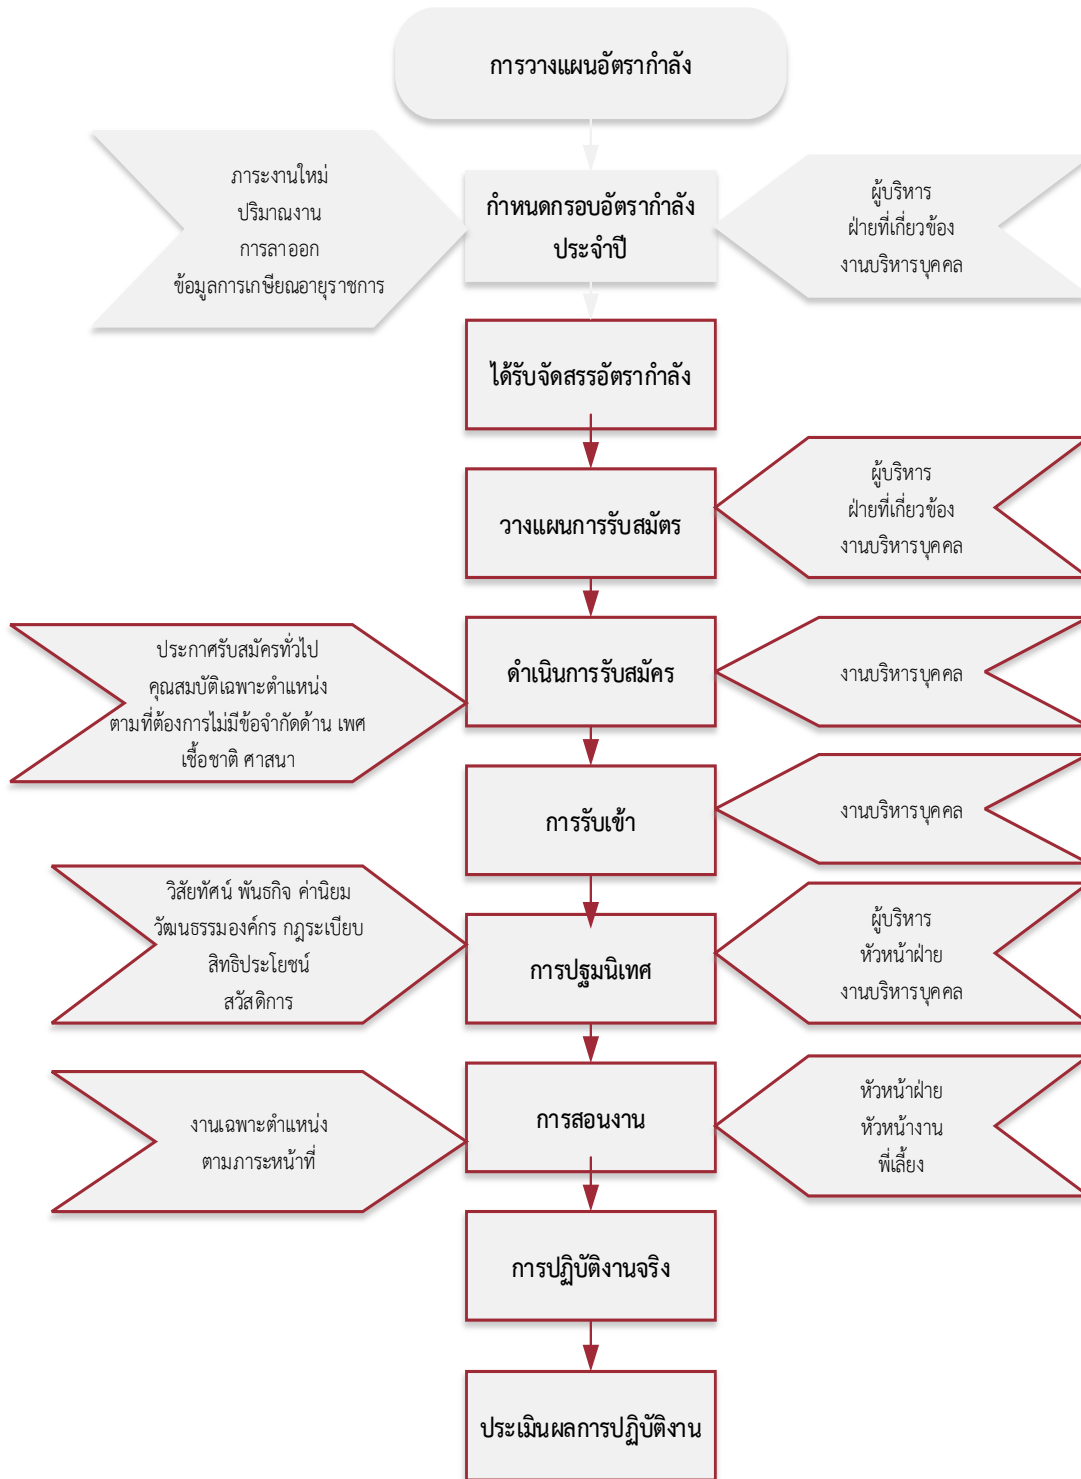 การวางแผนอัตรากำลัง
ภาระงานใหม่
ปริมาณงาน
การลาออก
ข้อมูลการเกษียณอายุราชการ
กำหนดกรอบอัตรากำลัง
ประจำปี
ผู้บริหาร
ฝ่ายที่เกี่ยวข้อง
งานบริหารบุคคล
ได้รับจัดสรรอัตรากำลัง
วางแผนการรับสมัตร
ผู้บริหาร
ฝ่ายที่เกี่ยวข้อง
งานบริหารบุคคล
ประกาศรับสมัครทั่วไป
คุณสมบัติเฉพาะตำแหน่ง
ตามที่ต้องการไม่มีข้อจำกัดด้าน เพศ
เชื้อชาติ ศาสนา
ดำเนินการรับสมัคร
งานบริหารบุคคล
การรับเข้า
งานบริหารบุคคล
วิสัยทัศน์ พันธกิจ ค่านิยม
วัฒนธรรมองค์กร กฎระเบียบ
สิทธิประโยชน์
สวัสดิการ
การปฐมนิเทศ
ผู้บริหาร
หัวหน้าฝ่าย
งานบริหารบุคคล
งานเฉพาะตำแหน่ง
ตามภาระหน้าที่
การสอนงาน
หัวหน้าฝ่าย
หัวหน้างาน
พี่เลี้ยง
การปฏิบัติงานจริง
ประเมินผลการปฏิบัติงาน